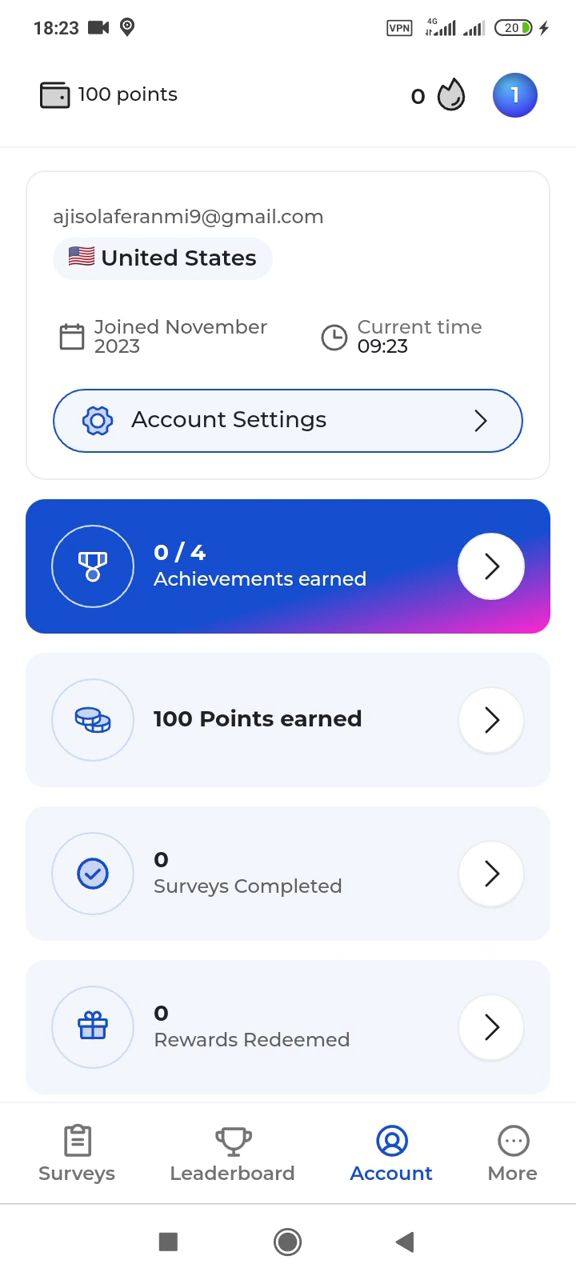 18:23
VPN 4G 20
100 points
0
1
ajisolaferanmi9@gmail.com
United States
Joined November
2023
Current time
09:23
Account Settings
0 / 4
Achievements earned
100 Points earned
0
Surveys Completed
0
Rewards Redeemed
Surveys Leaderboard Account More